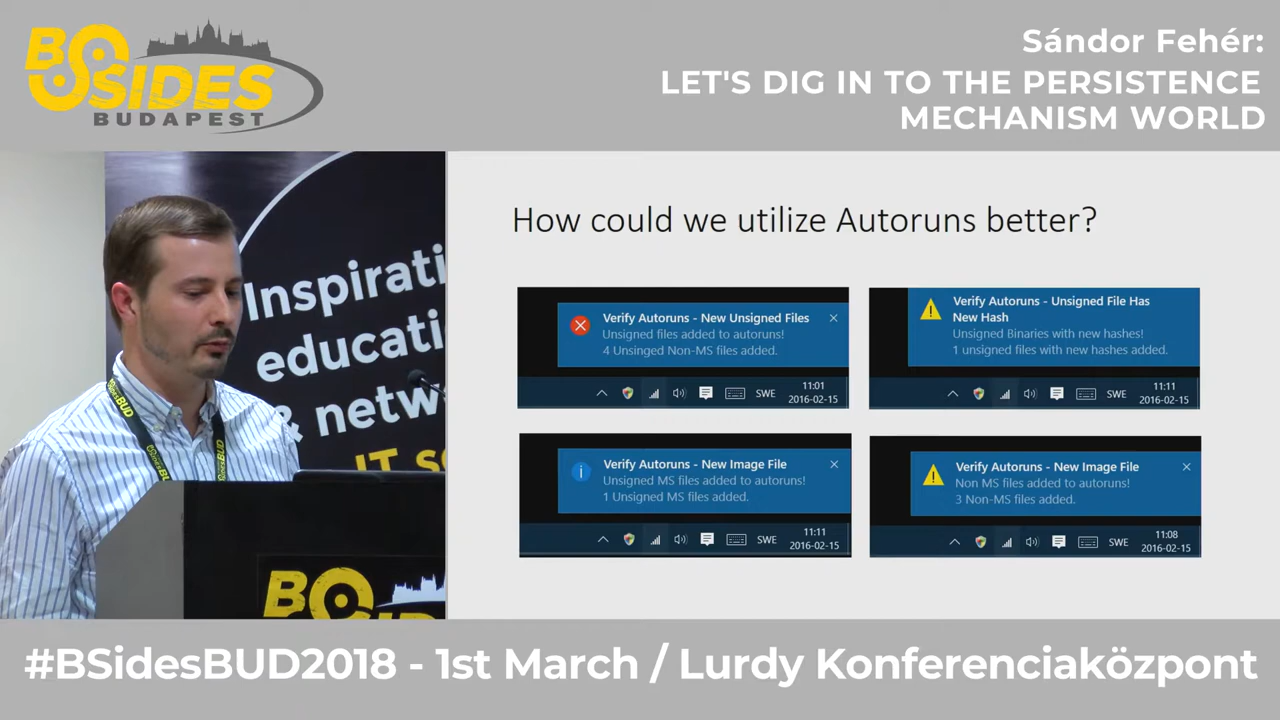 BSIDES
BUDAPEST
Sándor Fehér:
LET'S DIG IN TO THE PERSISTENCE
MECHANISM WORLD
Inspirati
educati
& netw
IT S
BSidesBUD
How could we utilize Autoruns better?
Verify Autoruns - New Unsigned Files
Unsigned files added to autoruns!
4 Unsinged Non-MS files added.
SWE
11:01
2016-02-15
Verify Autoruns - Unsigned File Has
New Hash
Unsigned Binaries with new hashes!
1 unsigned files with new hashes added.
SWE
11:11
2016-02-15
Verify Autoruns - New Image File
Unsigned MS files added to autoruns!
1 Unsigned MS files added.
SWE
11:11
2016-02-15
Verify Autoruns - New Image File
Non MS files added to autoruns!
3 Non-MS files added.
SWE
11:08
2016-02-15
#BSidesBUD2018 - 1st March / Lurdy Konferenciaközpont